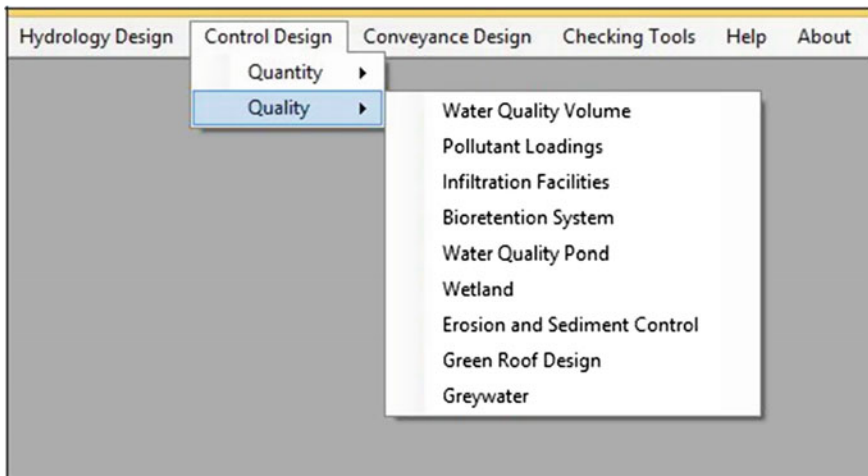 Hydrology Design Control Design Conveyance Design Checking Tools Help About
Quantity
Quality
Water Quality Volume
Pollutant Loadings
Infiltration Facilities
Bioretention System
Water Quality Pond
Wetland
Erosion and Sediment Control
Green Roof Design
Greywater